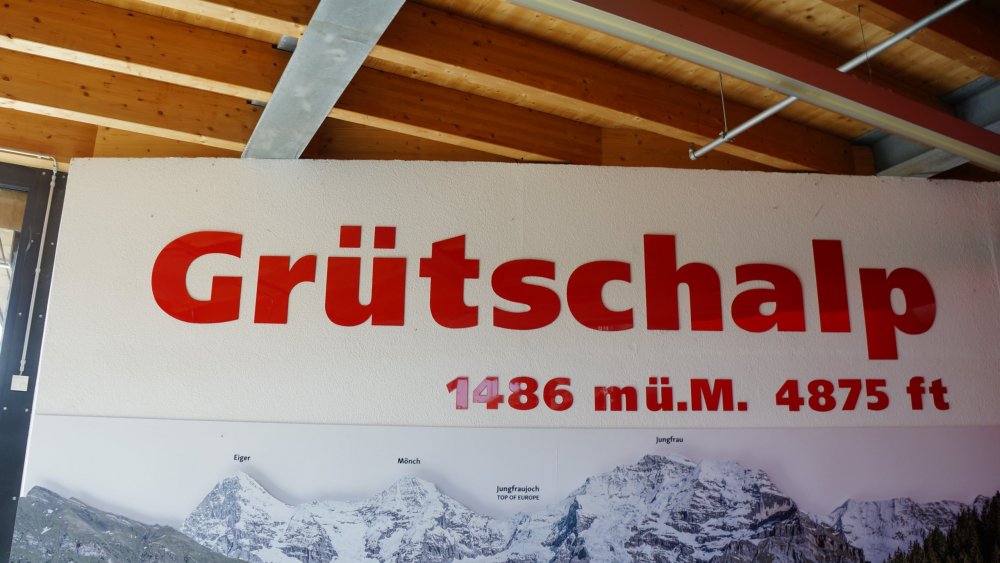 Grütschalp
1486 mü.M. 4875 ft
Jungfrau
Eiger
Mönch
Jungfraujoch
TOP OF EUROPE